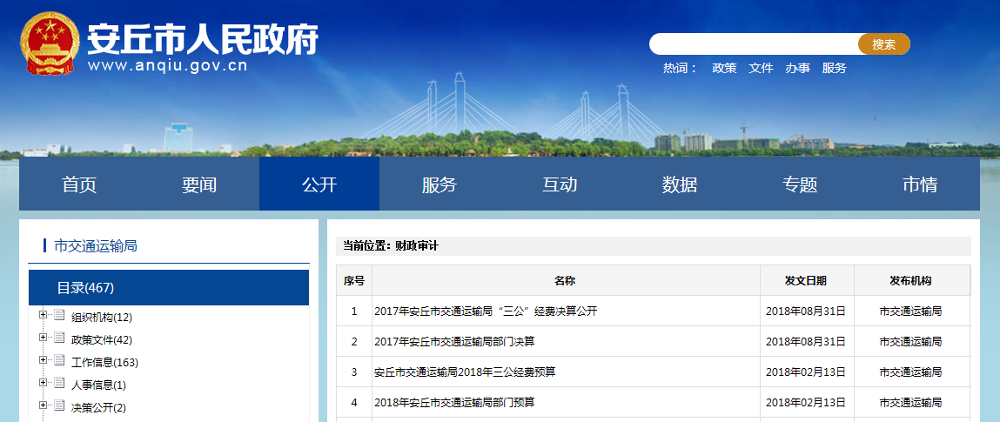 安丘市人民政府
www.anqiu.gov.cn
搜索
热词： 政策 文件 办事 服务
首页 要闻 公开 服务 互动 数据 专题 市情
市交通运输局
目录(467)
组织机构(12)
政策文件(42)
工作信息(163)
人事信息(1)
决策公开(2)
当前位置：财政审计
序号 名称 发文日期 发布机构
1 2017年安丘市交通运输局“三公”经费决算公开 2018年08月31日 市交通运输局
2 2017年安丘市交通运输局部门决算 2018年08月31日 市交通运输局
3 安丘市交通运输局2018年三公经费预算 2018年02月13日 市交通运输局
4 2018年安丘市交通运输局部门预算 2018年02月13日 市交通运输局